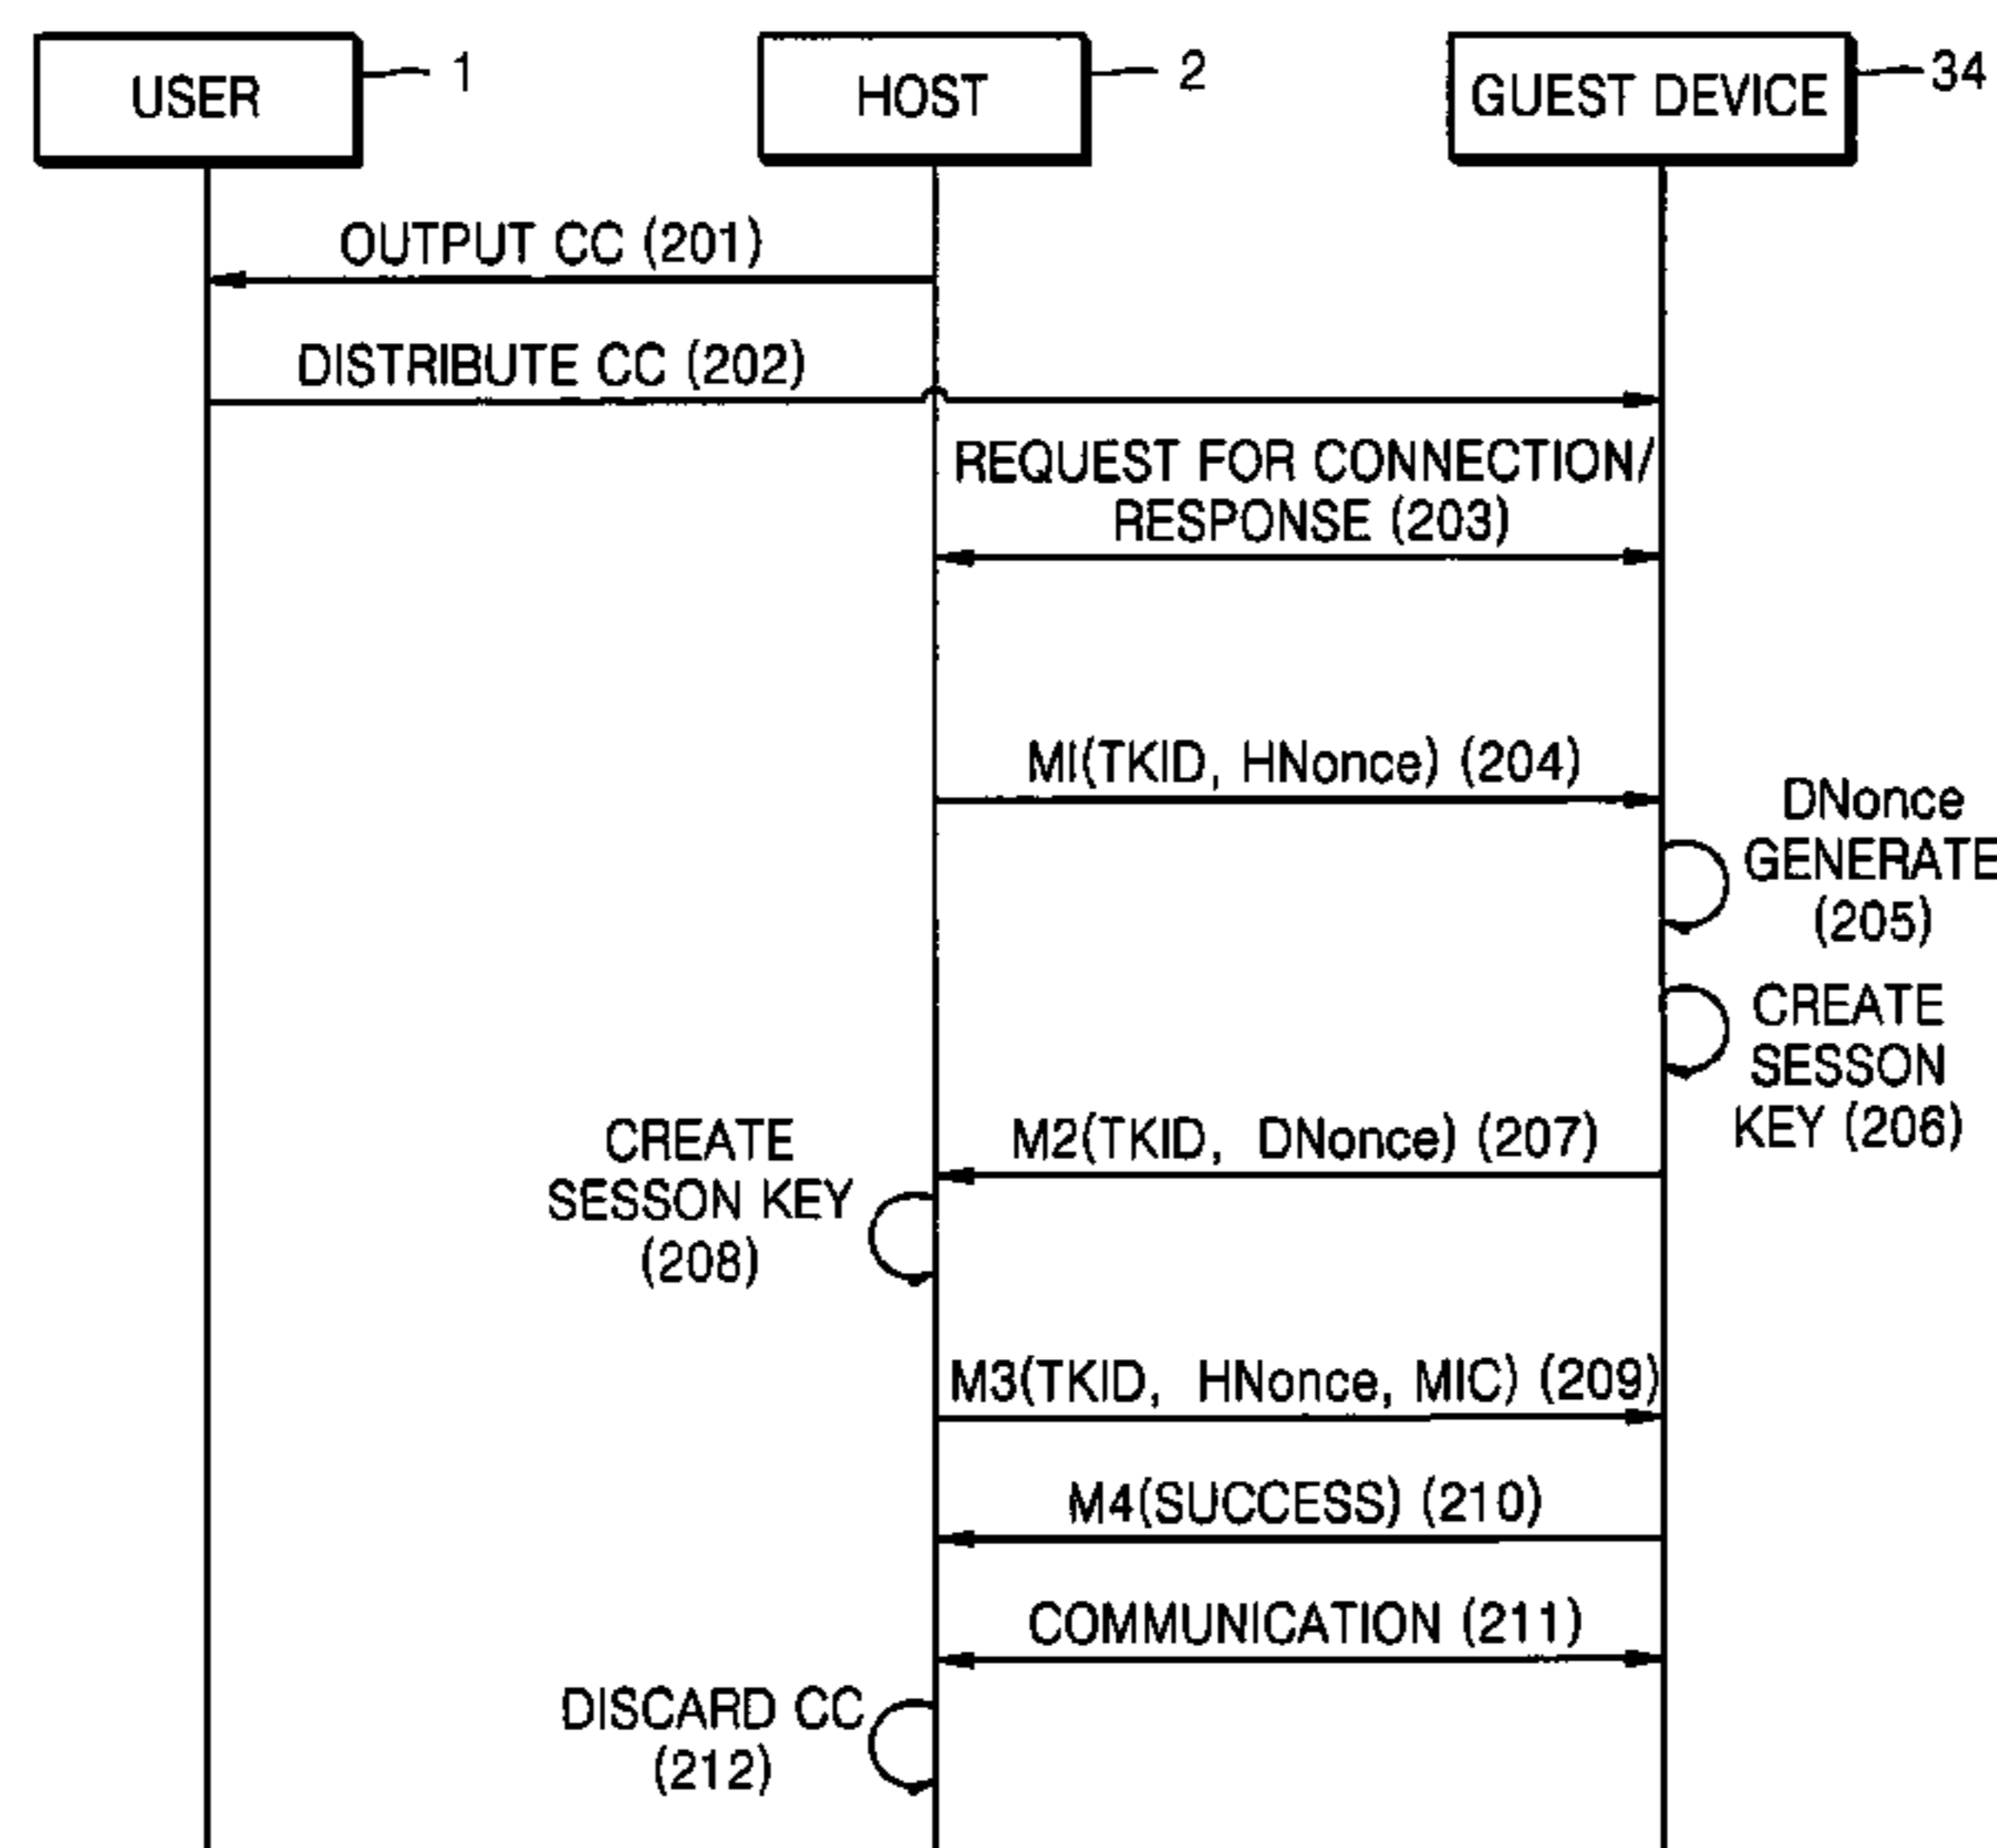 USER
1
HOST
2
GUEST DEVICE
34
OUTPUT CC (201)
DISTRIBUTE CC (202)
REQUEST FOR CONNECTION/
RESPONSE (203)
MI(TKID, HNonce) (204)
DNonce
GENERATE
(205)
CREATE
SESSON
KEY (206)
M2(TKID, DNonce) (207)
CREATE
SESSON KEY
(208)
M3(TKID, HNonce, MIC) (209)
M4(SUCCESS) (210)
COMMUNICATION (211)
DISCARD CC
(212)